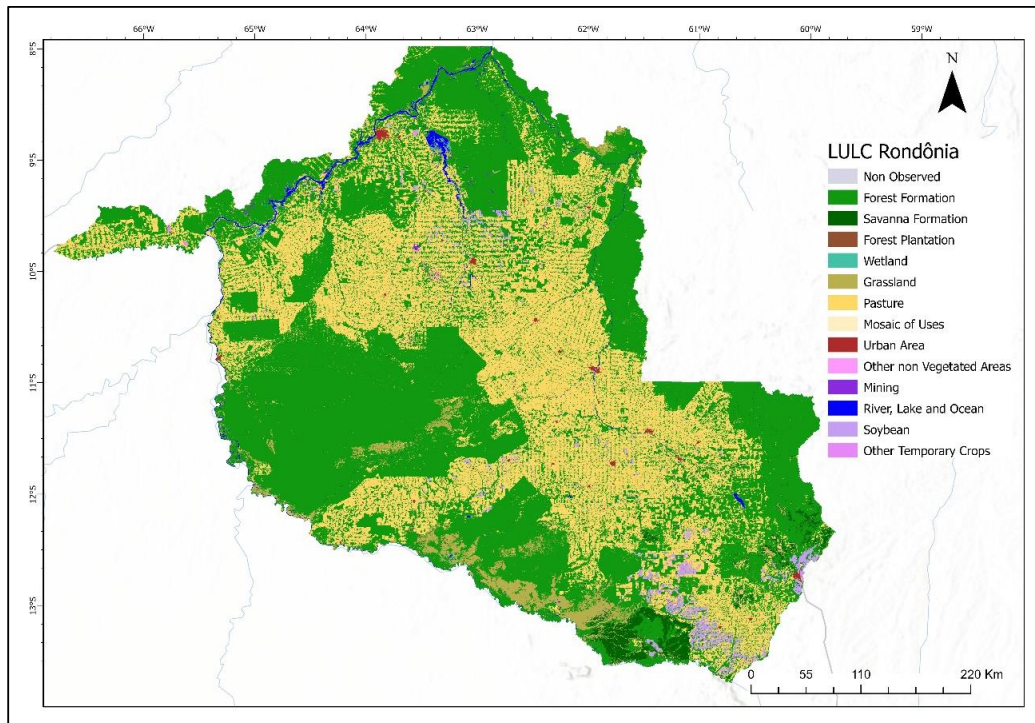 66°W 65°W 64°W 63°W 62°W 61°W 60°W 59°W
8°S
9°S
10°S
11°S
12°S
13°S
N
LULC Rondônia
Non Observed
Forest Formation
Savanna Formation
Forest Plantation
Wetland
Grassland
Pasture
Mosaic of Uses
Urban Area
Other non Vegetated Areas
Mining
River, Lake and Ocean
Soybean
Other Temporary Crops
0 55 110 220 Km